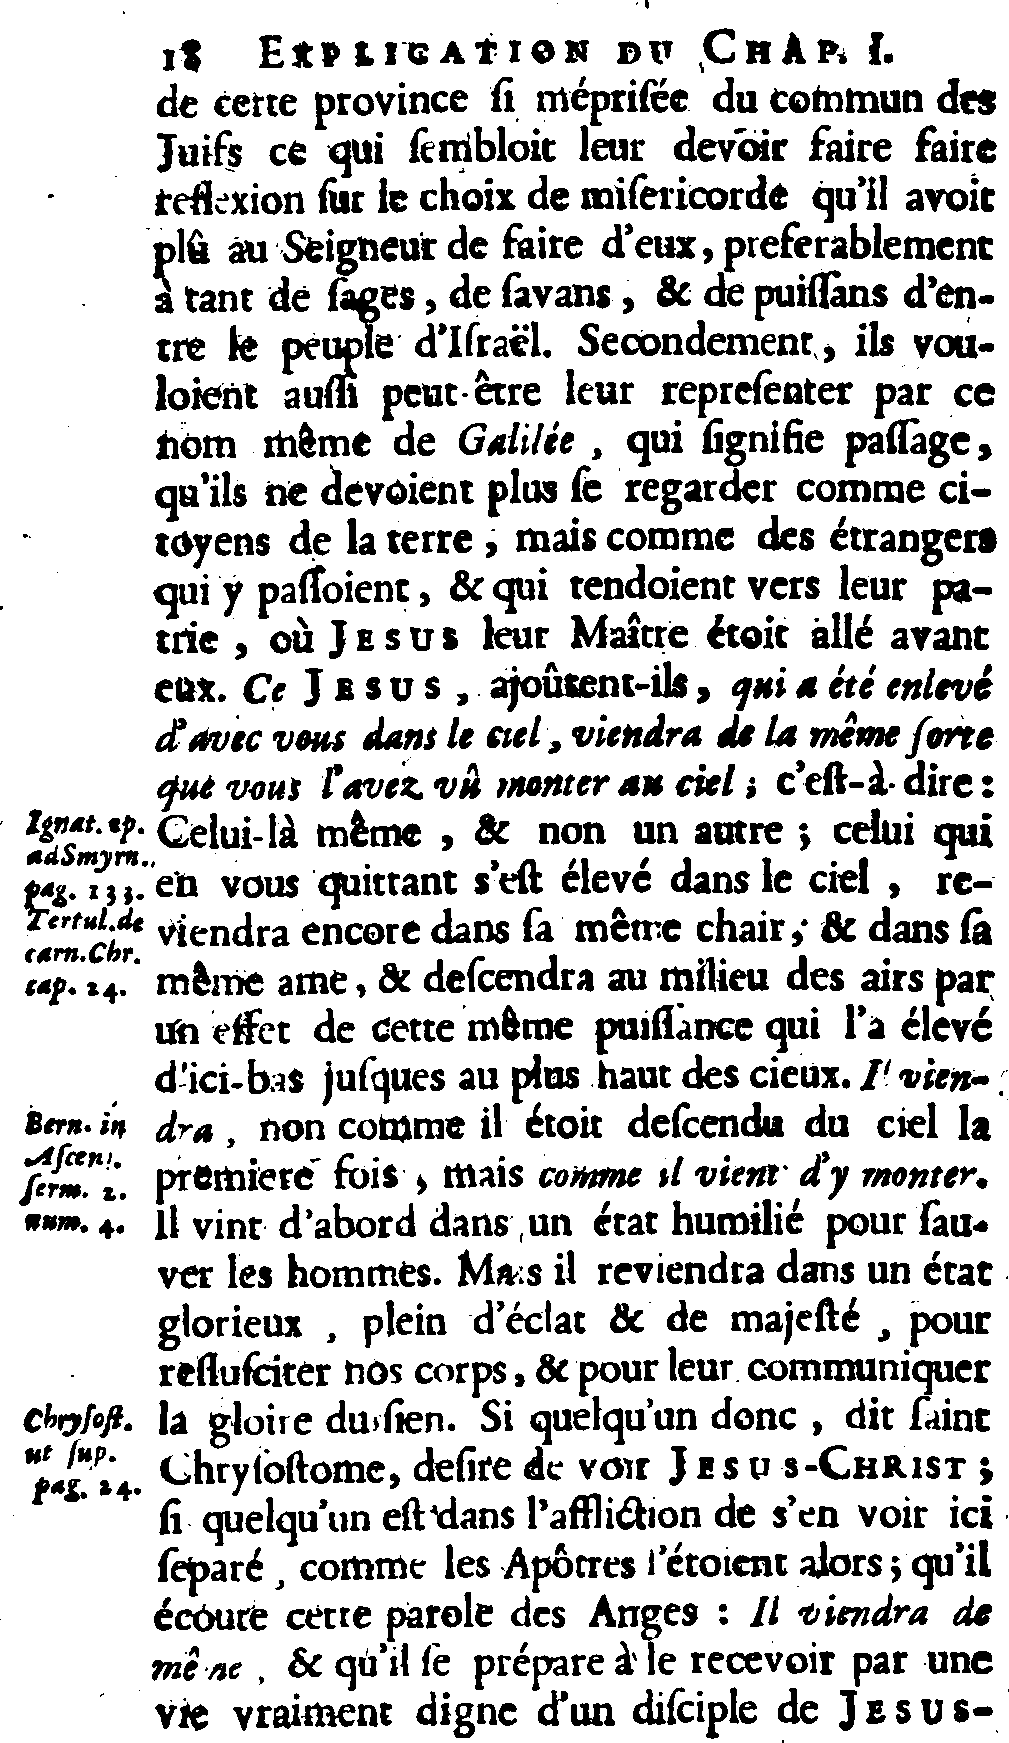 18 EXPLICATION DU CHAP. I.
de cette province ſi mépriſée du commun des
Juifs ce qui ſembloit leur devoir faire faire
reflexion ſur le choix de miſericorde qu'il avoit
plû au Seigneur de faire d'eux, preferablement
à tant de ſages, de ſavans, & de puiſſans d'en-
tre le peuple d'Iſraël. Secondement, ils vou-
loient auſſi peut-être leur repreſenter par ce
nom même de Galilée, qui ſignifie paſſage,
qu'ils ne devoient plus ſe regarder comme ci-
toyens de la terre, mais comme des étrangers
qui y paſſoient, & qui tendoient vers leur pa-
trie, où JESUS leur Maître étoit allé avant
eux. Ce JESUS, ajoûtent-ils, qui a été enlevé
d'avec vous dans le ciel, viendra de la même ſorte
que vous l'avez vû monter au ciel; c'eſt-à-dire:
Ignat. ep. Celui-là même, & non un autre; celui qui
ad Smyrn. en vous quittant s'eſt élevé dans le ciel, re-
pag. 133.
Tertul. de viendra encore dans ſa même chair, & dans ſa
carn. Chr.
cap. 24. même ame, & deſcendra au milieu des airs par
un effet de cette même puiſſance qui l'a élevé
d'ici-bas juſques au plus haut des cieux. Il vien-
Bern. in dra, non comme il étoit deſcendu du ciel la
Aſcenſ.
ſerm. 2. premiere fois, mais comme il vient d'y monter.
num. 4. Il vint d'abord dans un état humilié pour ſau-
ver les hommes. Mais il reviendra dans un état
glorieux, plein d'éclat & de majeſté, pour
reſſuſciter nos corps, & pour leur communiquer
Chryſoſt. la gloire du ſien. Si quelqu'un donc, dit ſaint
ut ſup.
pag. 24. Chryſoſtome, deſire de voir JESUS-CHRIST;
ſi quelqu'un eſt dans l'affliction de s'en voir ici
ſeparé, comme les Apôtres l'étoient alors; qu'il
écoute cette parole des Anges: Il viendra de
même, & qu'il ſe prépare à le recevoir par une
vie vraiment digne d'un diſciple de JESUS-